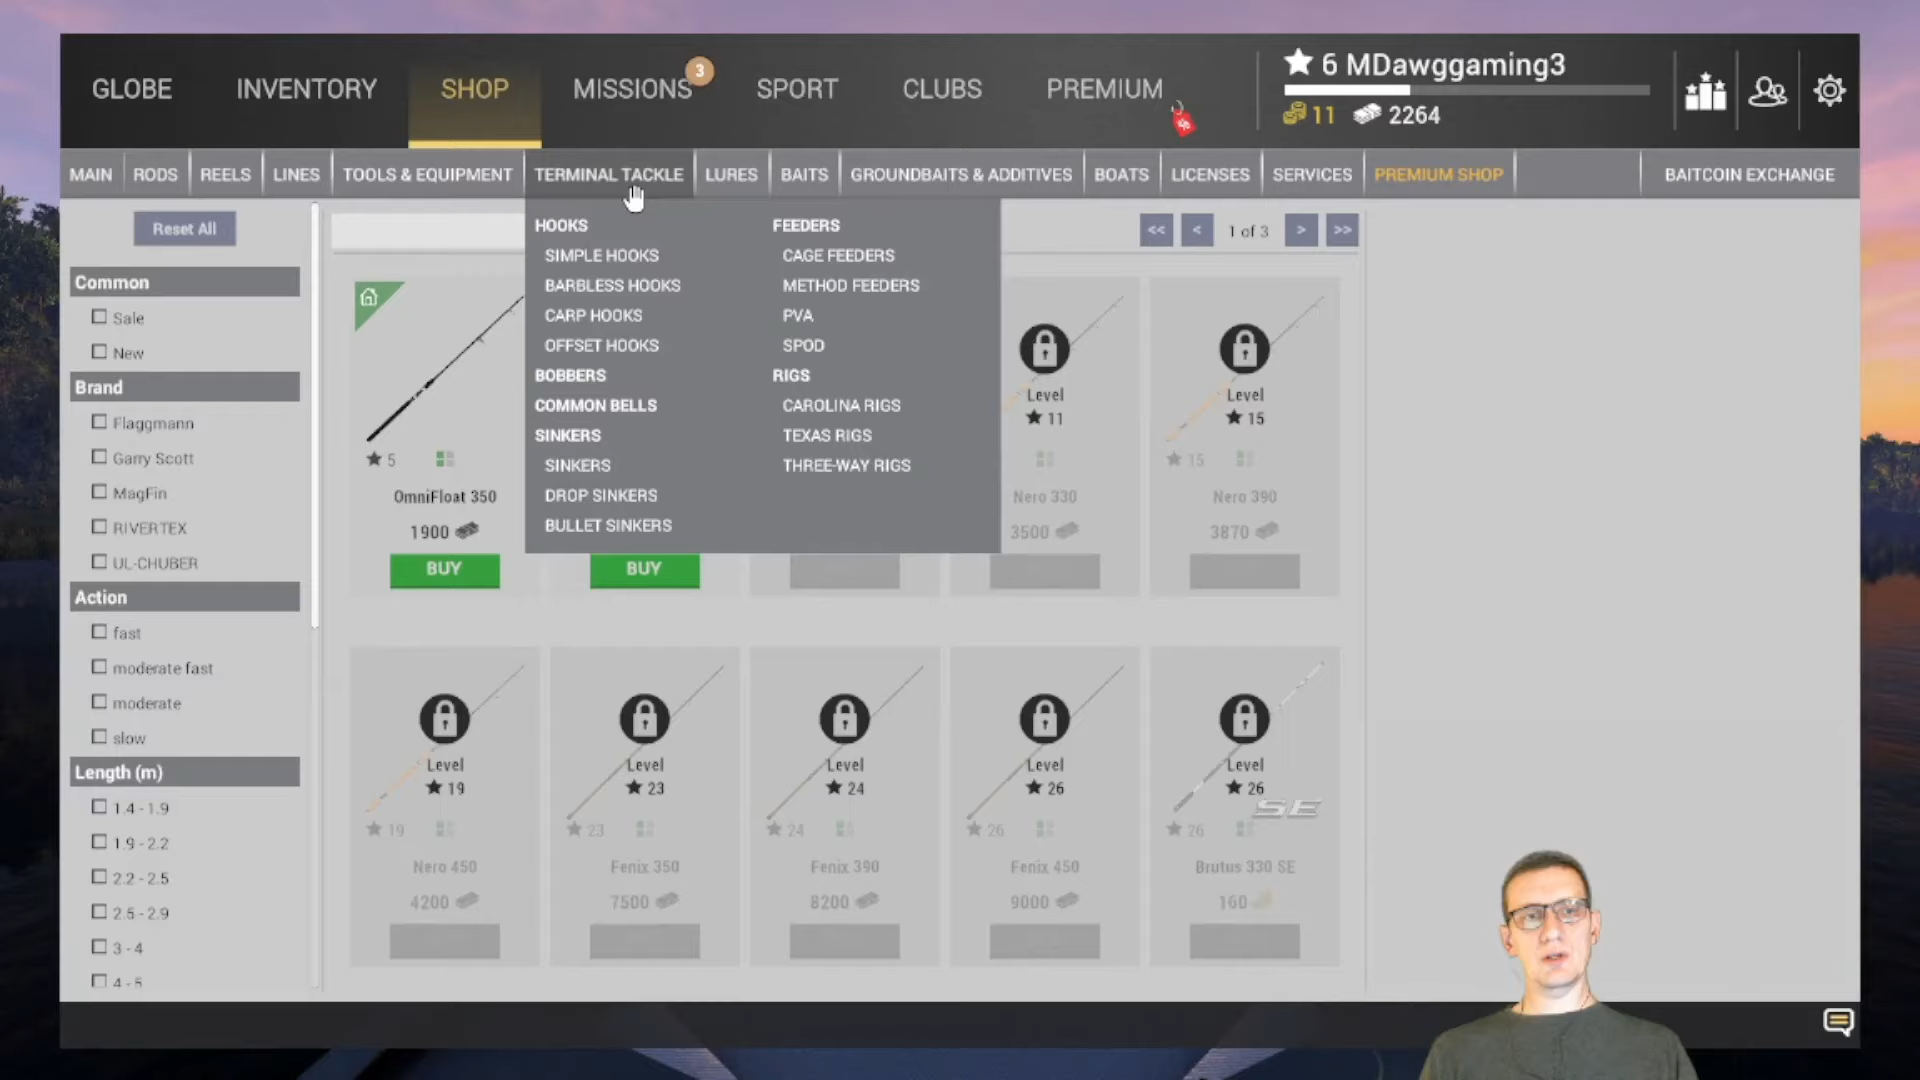 GLOBE INVENTORY SHOP MISSIONS 3 SPORT CLUBS PREMIUM
6 MDawggaming3
11 2264
MAIN RODS REELS LINES TOOLS & EQUIPMENT TERMINAL TACKLE LURES BAITS GROUNDBAITS & ADDITIVES BOATS LICENSES SERVICES PREMIUM SHOP BAITCOIN EXCHANGE
Reset All
Common
Sale
New
Brand
Flaggmann
Garry Scott
MagFin
RIVERTEX
UL-CHUBER
Action
fast
moderate fast
moderate
slow
Length (m)
1.4 - 1.9
1.9 - 2.2
2.2 - 2.5
2.5 - 2.9
3 - 4
4 - 5
HOOKS
SIMPLE HOOKS
BARBLESS HOOKS
CARP HOOKS
OFFSET HOOKS
BOBBERS
COMMON BELLS
SINKERS
SINKERS
DROP SINKERS
BULLET SINKERS
FEEDERS
CAGE FEEDERS
METHOD FEEDERS
PVA
SPOD
RIGS
CAROLINA RIGS
TEXAS RIGS
THREE-WAY RIGS
<< < 1 of 3 > >>
5
OmniFloat 350
1900
BUY
BUY
Level
11
Nero 330
3500
Level
15
15
Nero 390
3870
Level
19
19
Nero 450
4200
Level
23
23
Fenix 350
7500
Level
24
24
Fenix 390
8200
Level
26
26
Fenix 450
9000
Level
26
SE
26
Brutus 330 SE
160